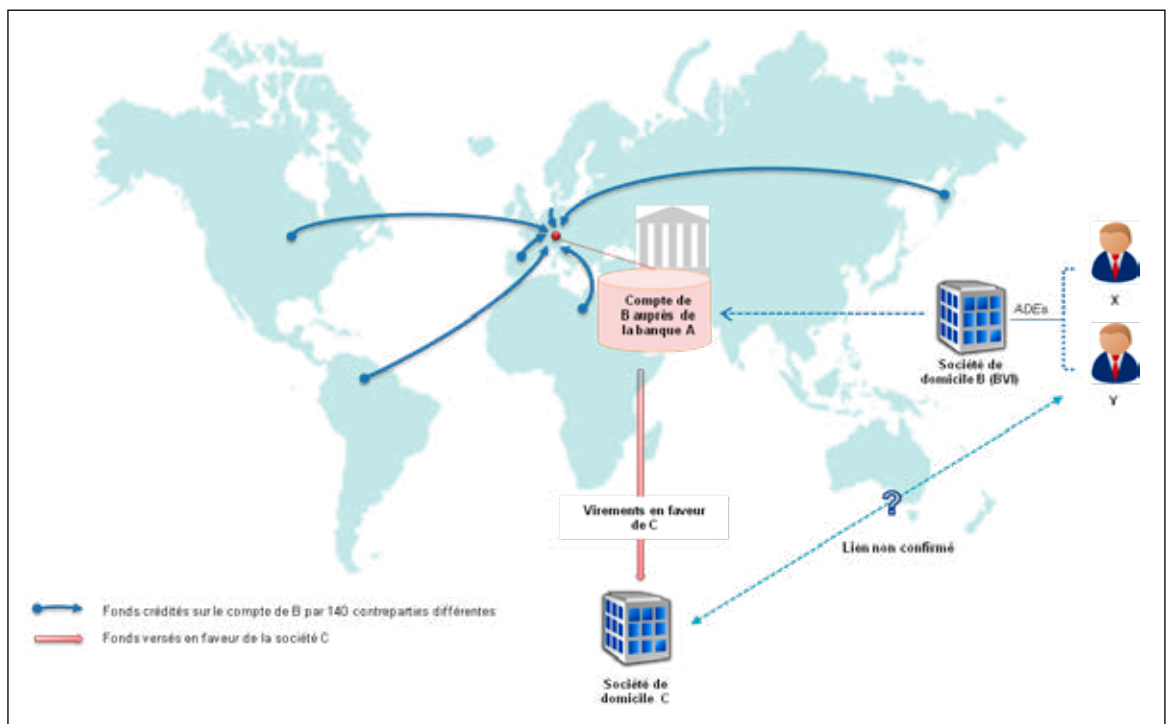 Compte de
B auprès de
la banque A
ADEs
X
Société de
domicile B (BVI)
Y
Virements en faveur
de C
?
Lien non confirmé
Fonds crédités sur le compte de B par 140 contreparties différentes
Fonds versés en faveur de la société C
Société de
domicile C